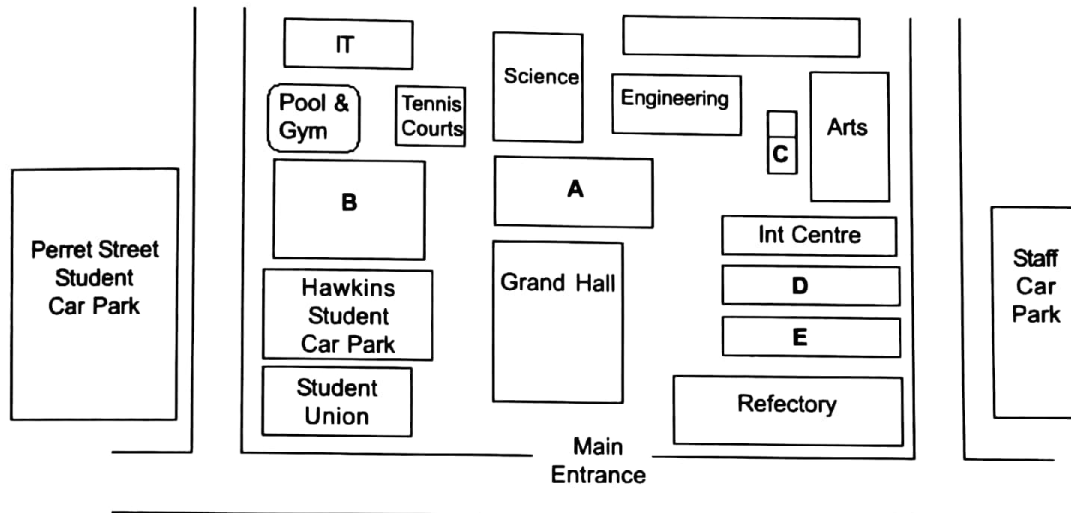 IT
Science
Pool &
Gym
Tennis
Courts
Engineering
Arts
C
B
A
Int Centre
Perret Street
Student
Car Park
Hawkins
Student
Car Park
Grand Hall
D
Staff
Car
Park
E
Student
Union
Refectory
Main
Entrance